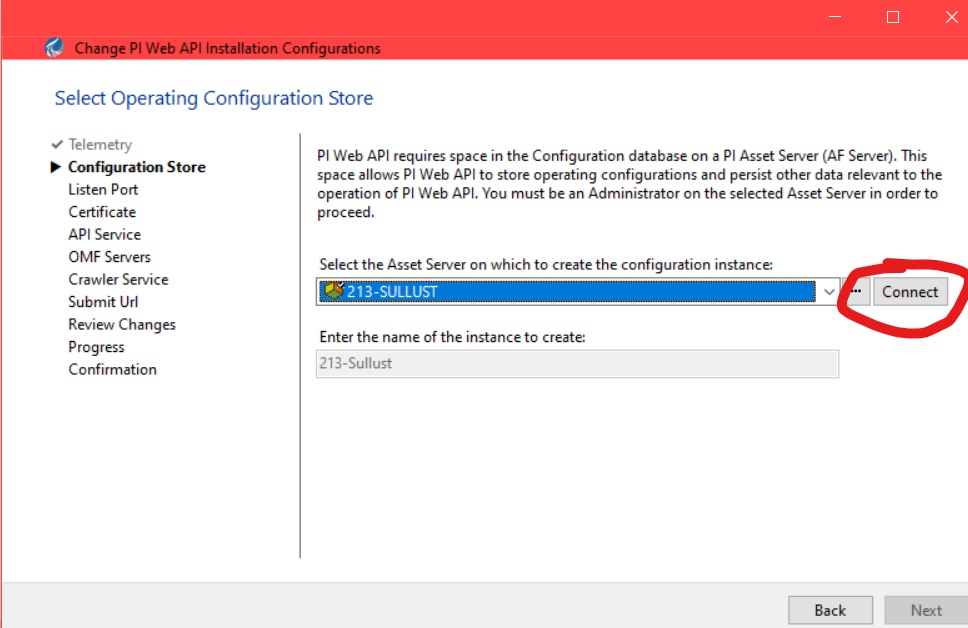 Change PI Web API Installation Configurations
Select Operating Configuration Store
Telemetry
Configuration Store
Listen Port
Certificate
API Service
OMF Servers
Crawler Service
Submit Url
Review Changes
Progress
Confirmation
PI Web API requires space in the Configuration database on a PI Asset Server (AF Server). This
space allows PI Web API to store operating configurations and persist other data relevant to the
operation of PI Web API. You must be an Administrator on the selected Asset Server in order to
proceed.
Select the Asset Server on which to create the configuration instance:
213-SULLUST
... Connect
Enter the name of the instance to create:
213-Sullust
Back Next